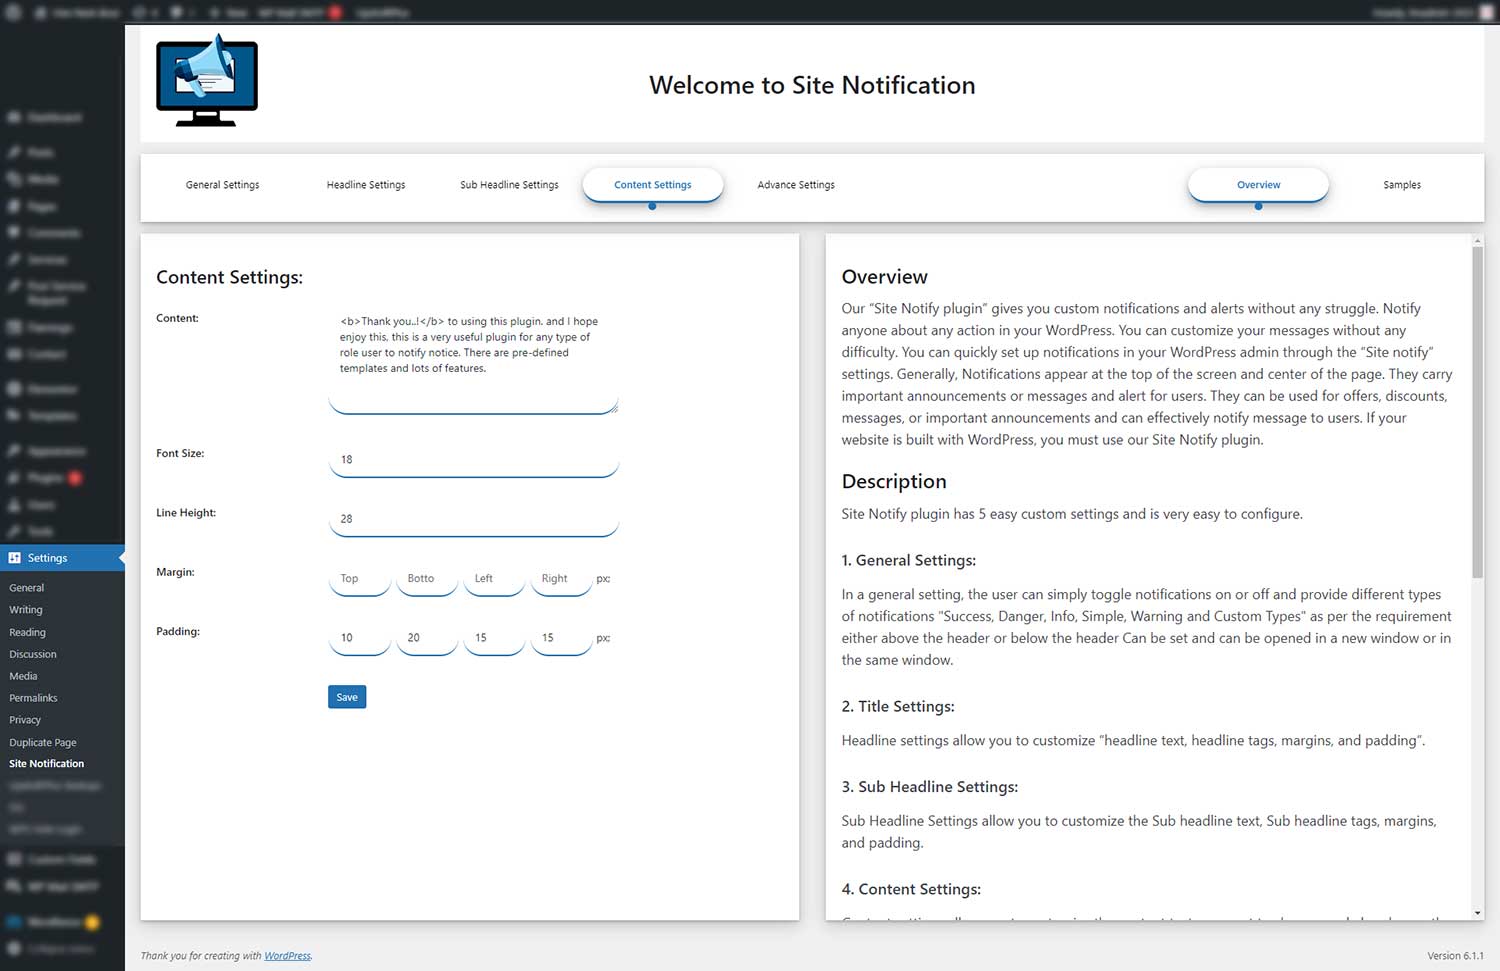 Welcome to Site Notification
General Settings
Headline Settings
Sub Headline Settings
Content Settings
Advance Settings
Overview
Samples
Settings
General
Writing
Reading
Discussion
Media
Permalinks
Privacy
Duplicate Page
Site Notification
Content Settings:
Content:
<b>Thank you..!</b> to using this plugin. and I hope
enjoy this, this is a very useful plugin for any type of
role user to notify notice. There are pre-defined
templates and lots of features.
Font Size:
18
Line Height:
28
Margin:
Top
Botto
Left
Right
px;
Padding:
10
20
15
15
px;
Save
Overview
Our “Site Notify plugin” gives you custom notifications and alerts without any struggle. Notify
anyone about any action in your WordPress. You can customize your messages without any
difficulty. You can quickly set up notifications in your WordPress admin through the “Site notify”
settings. Generally, Notifications appear at the top of the screen and center of the page. They carry
important announcements or messages and alert for users. They can be used for offers, discounts,
messages, or important announcements and can effectively notify message to users. If your
website is built with WordPress, you must use our Site Notify plugin.
Description
Site Notify plugin has 5 easy custom settings and is very easy to configure.
1. General Settings:
In a general setting, the user can simply toggle notifications on or off and provide different types
of notifications "Success, Danger, Info, Simple, Warning and Custom Types" as per the requirement
either above the header or below the header Can be set and can be opened in a new window or in
the same window.
2. Title Settings:
Headline settings allow you to customize “headline text, headline tags, margins, and padding”.
3. Sub Headline Settings:
Sub Headline Settings allow you to customize the Sub headline text, Sub headline tags, margins,
and padding.
4. Content Settings:
Thank you for creating with WordPress.
Version 6.1.1